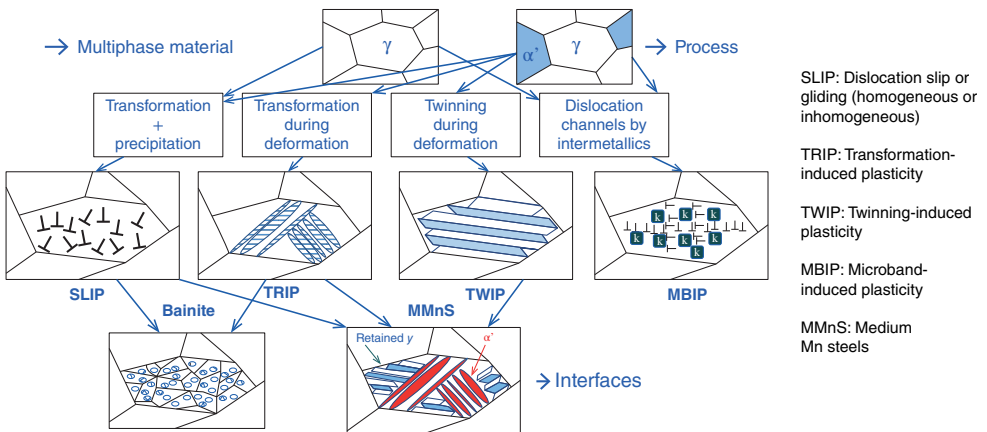 → Multiphase material
γ
α’
γ
→ Process
Transformation
+
precipitation
Transformation
during
deformation
Twinning
during
deformation
Dislocation
channels by
intermetallics
k k k
k k k k
k
SLIP
TRIP
TWIP
MBIP
Bainite
MMnS
Retained y
α’
→ Interfaces
SLIP: Dislocation slip or
gliding (homogeneous or
inhomogeneous)
TRIP: Transformation-
induced plasticity
TWIP: Twinning-induced
plasticity
MBIP: Microband-
induced plasticity
MMnS: Medium
Mn steels